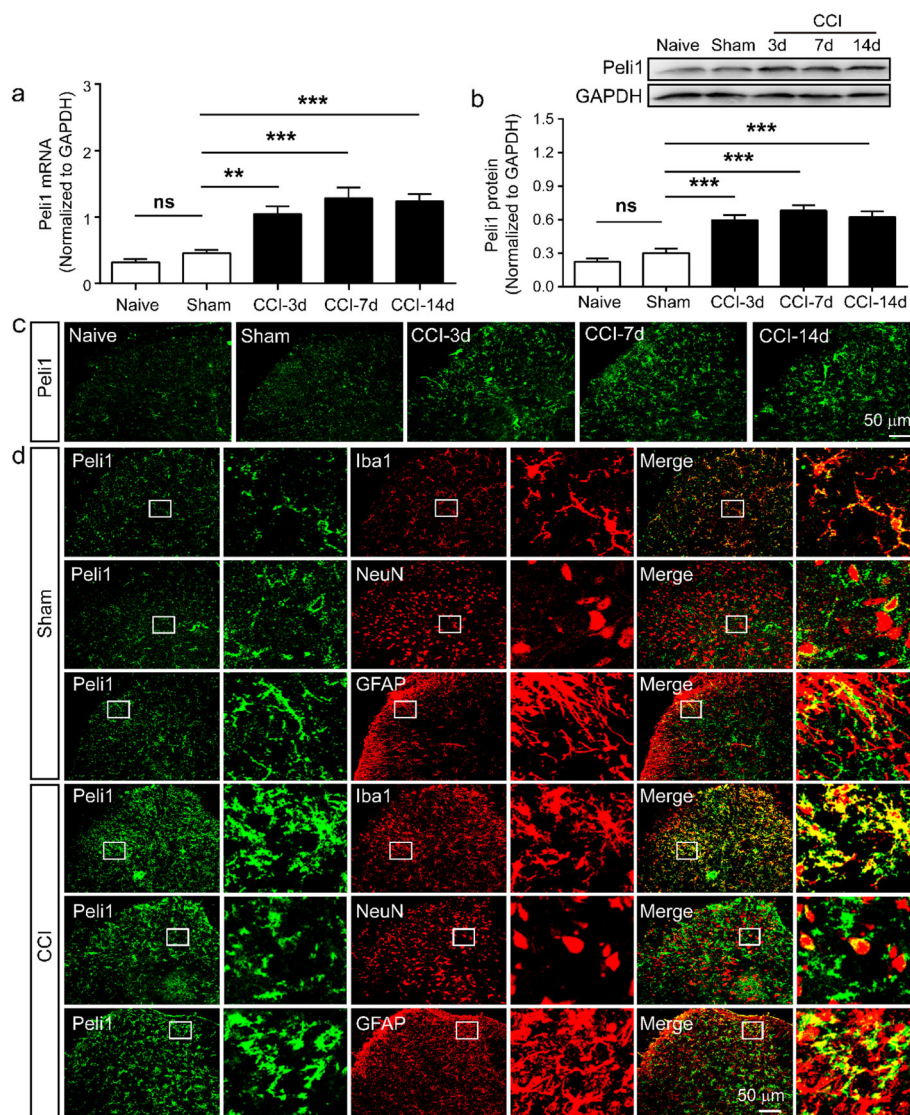 a
Peli1 mRNA
(Normalized to GAPDH)
3
2
1
0
ns
**
***
***
Naive
Sham
CCI-3d
CCI-7d
CCI-14d
b
CCI
Naive
Sham
3d
7d
14d
Peli1
GAPDH
Peli1 protein
(Normalized to GAPDH)
1.5
1.2
0.9
0.6
0.3
0.0
ns
***
***
***
Naive
Sham
CCI-3d
CCI-7d
CCI-14d
c
Peli1
Naive
Sham
CCI-3d
CCI-7d
CCI-14d
50 μm
d
Sham
Peli1
Iba1
Merge
Peli1
NeuN
Merge
Peli1
GFAP
Merge
CCI
Peli1
Iba1
Merge
Peli1
NeuN
Merge
Peli1
GFAP
Merge
50 μm